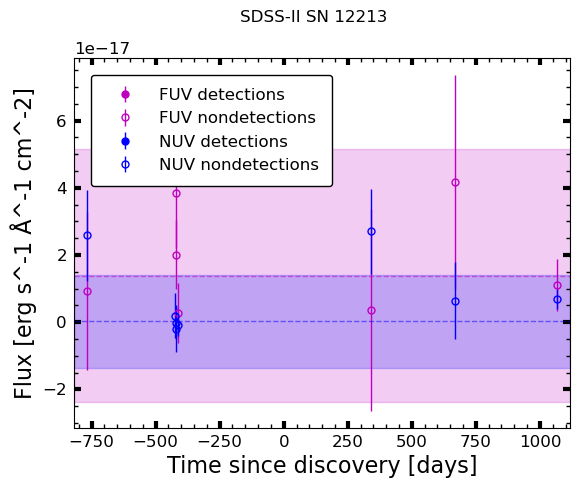 SDSS-II SN 12213
1e−17
FUV detections
FUV nondetections
NUV detections
NUV nondetections
6
4
2
0
−2
Flux [erg s^-1 Å^-1 cm^-2]
−750 −500 −250 0 250 500 750 1000
Time since discovery [days]